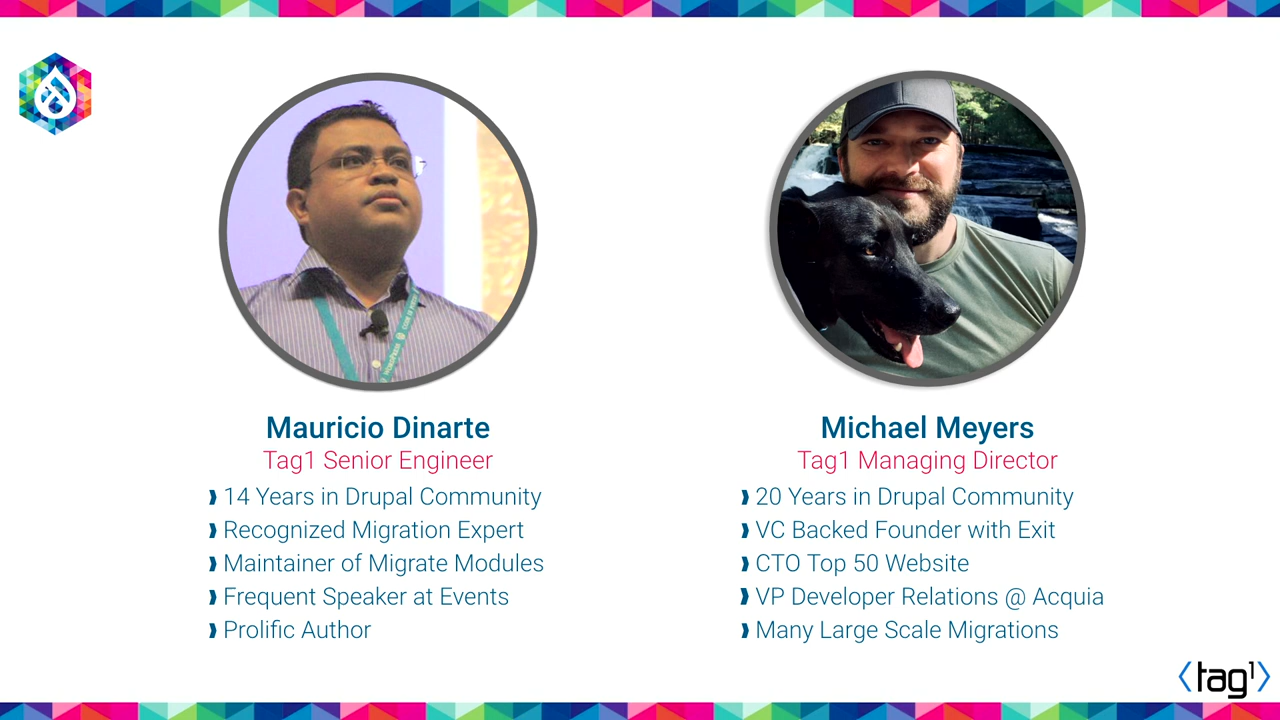 Mauricio Dinarte
Tag1 Senior Engineer
14 Years in Drupal Community
Recognized Migration Expert
Maintainer of Migrate Modules
Frequent Speaker at Events
Prolific Author
Michael Meyers
Tag1 Managing Director
20 Years in Drupal Community
VC Backed Founder with Exit
CTO Top 50 Website
VP Developer Relations @ Acquia
Many Large Scale Migrations
tag1